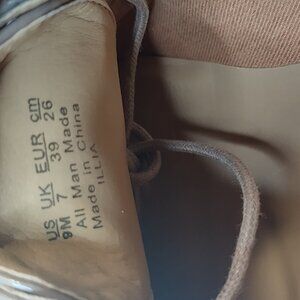 US UK EUR cm
9M 7 39 26
All Man Made
Made in China
ILLIA